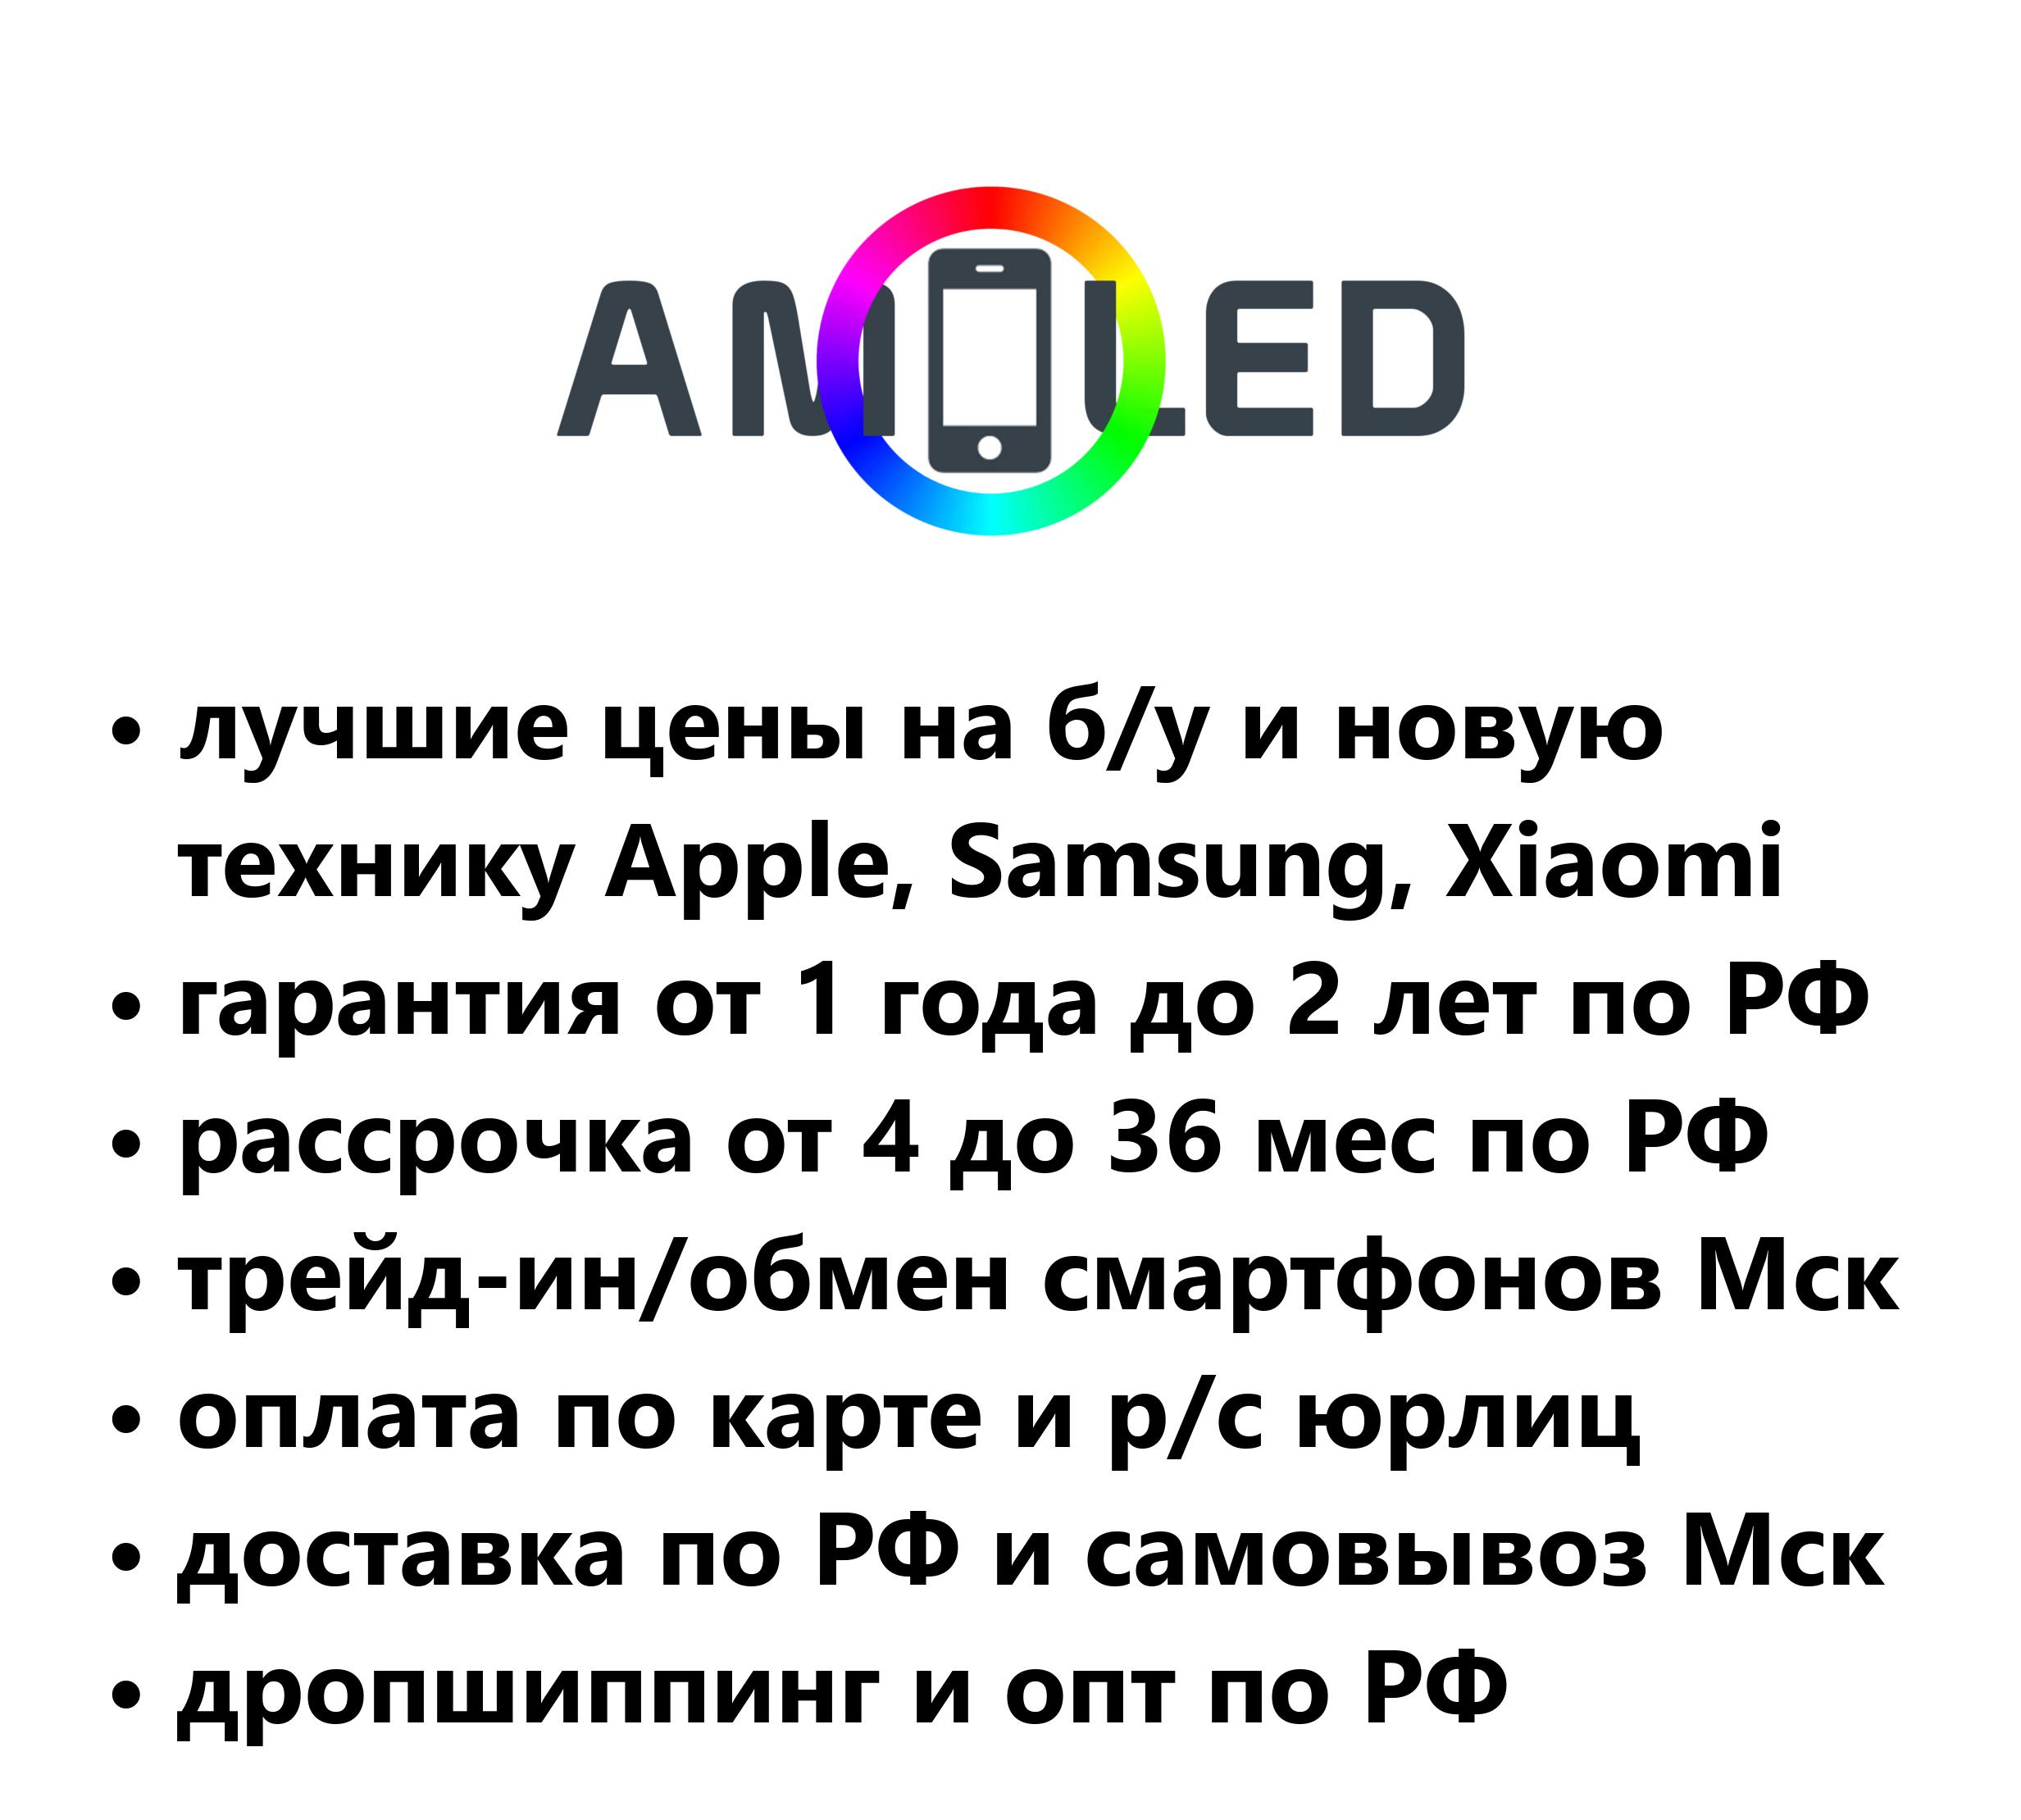 AMOLED
• лучшие цены на б/у и новую
технику Apple, Samsung, Xiaomi
• гарантия от 1 года до 2 лет по РФ
• рассрочка от 4 до 36 мес по РФ
• трейд-ин/обмен смартфонов Мск
• оплата по карте и р/с юрлиц
• доставка по РФ и самовывоз Мск
• дропшиппинг и опт по РФ